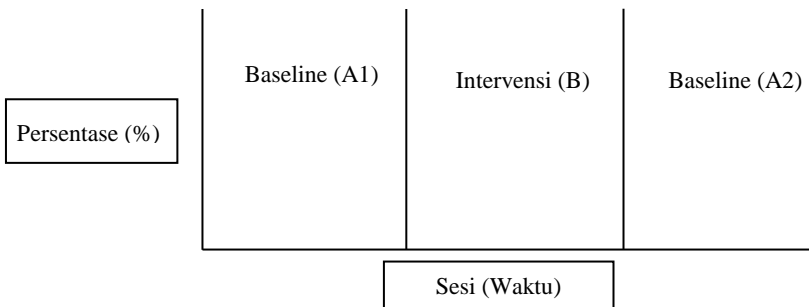 Baseline (A1)
Intervensi (B)
Baseline (A2)
Persentase (%)
Sesi (Waktu)